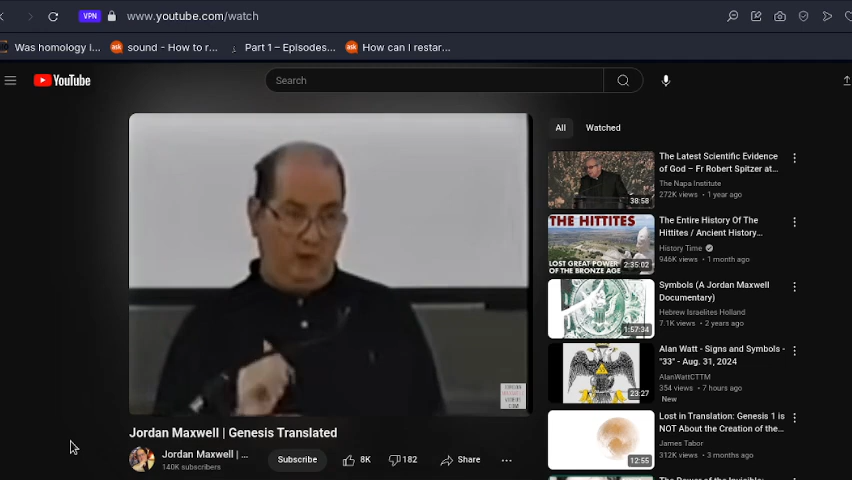 VPN
www.youtube.com/watch
Was homology I...
sound - How to r...
Part 1 – Episodes...
How can I restar...
YouTube
Search
All
Watched
The Latest Scientific Evidence
of God – Fr Robert Spitzer at...
The Napa Institute
272K views • 1 year ago
38:58
THE HITTITES
LOST GREAT POWER
OF THE BRONZE AGE
2:35:02
The Entire History Of The
Hittites / Ancient History...
History Time
946K views • 1 month ago
Symbols (A Jordan Maxwell
Documentary)
Hebrew Israelites Holland
7.1K views • 2 years ago
1:57:34
Alan Watt - Signs and Symbols -
"33" - Aug. 31, 2024
AlanWattCTTM
354 views • 7 hours ago
New
23:27
Lost in Translation: Genesis 1 is
NOT About the Creation of the...
James Tabor
312K views • 3 months ago
12:55
Jordan Maxwell | Genesis Translated
Jordan Maxwell | ...
140K subscribers
Subscribe
8K
182
Share